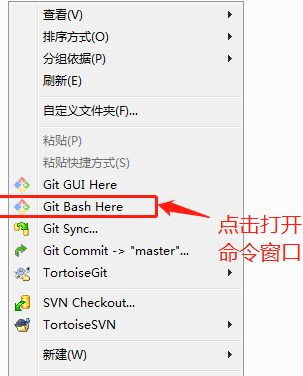 查看(V)
排序方式(O)
分组依据(P)
刷新(E)
自定义文件夹(F)...
粘贴(P)
粘贴快捷方式(S)
Git GUI Here
Git Bash Here
Git Sync...
Git Commit -> "master"...
TortoiseGit
SVN Checkout...
TortoiseSVN
新建(W)
点击打开
命令窗口